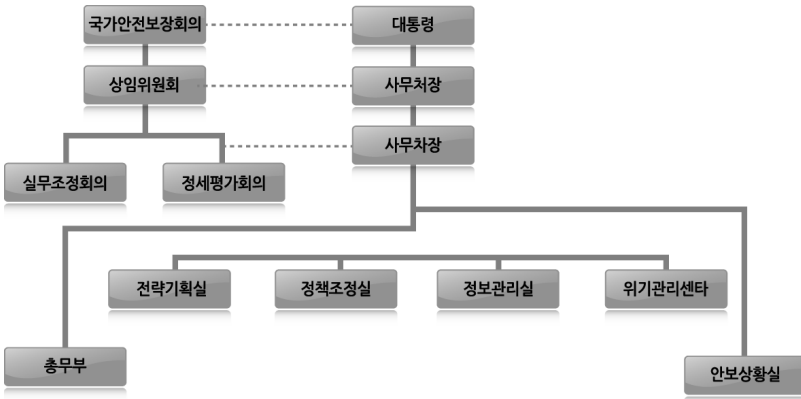 국가안전보장회의
대통령
상임위원회
사무처장
사무차장
실무조정회의
정세평가회의
전략기획실
정책조정실
정보관리실
위기관리센타
총무부
안보상황실